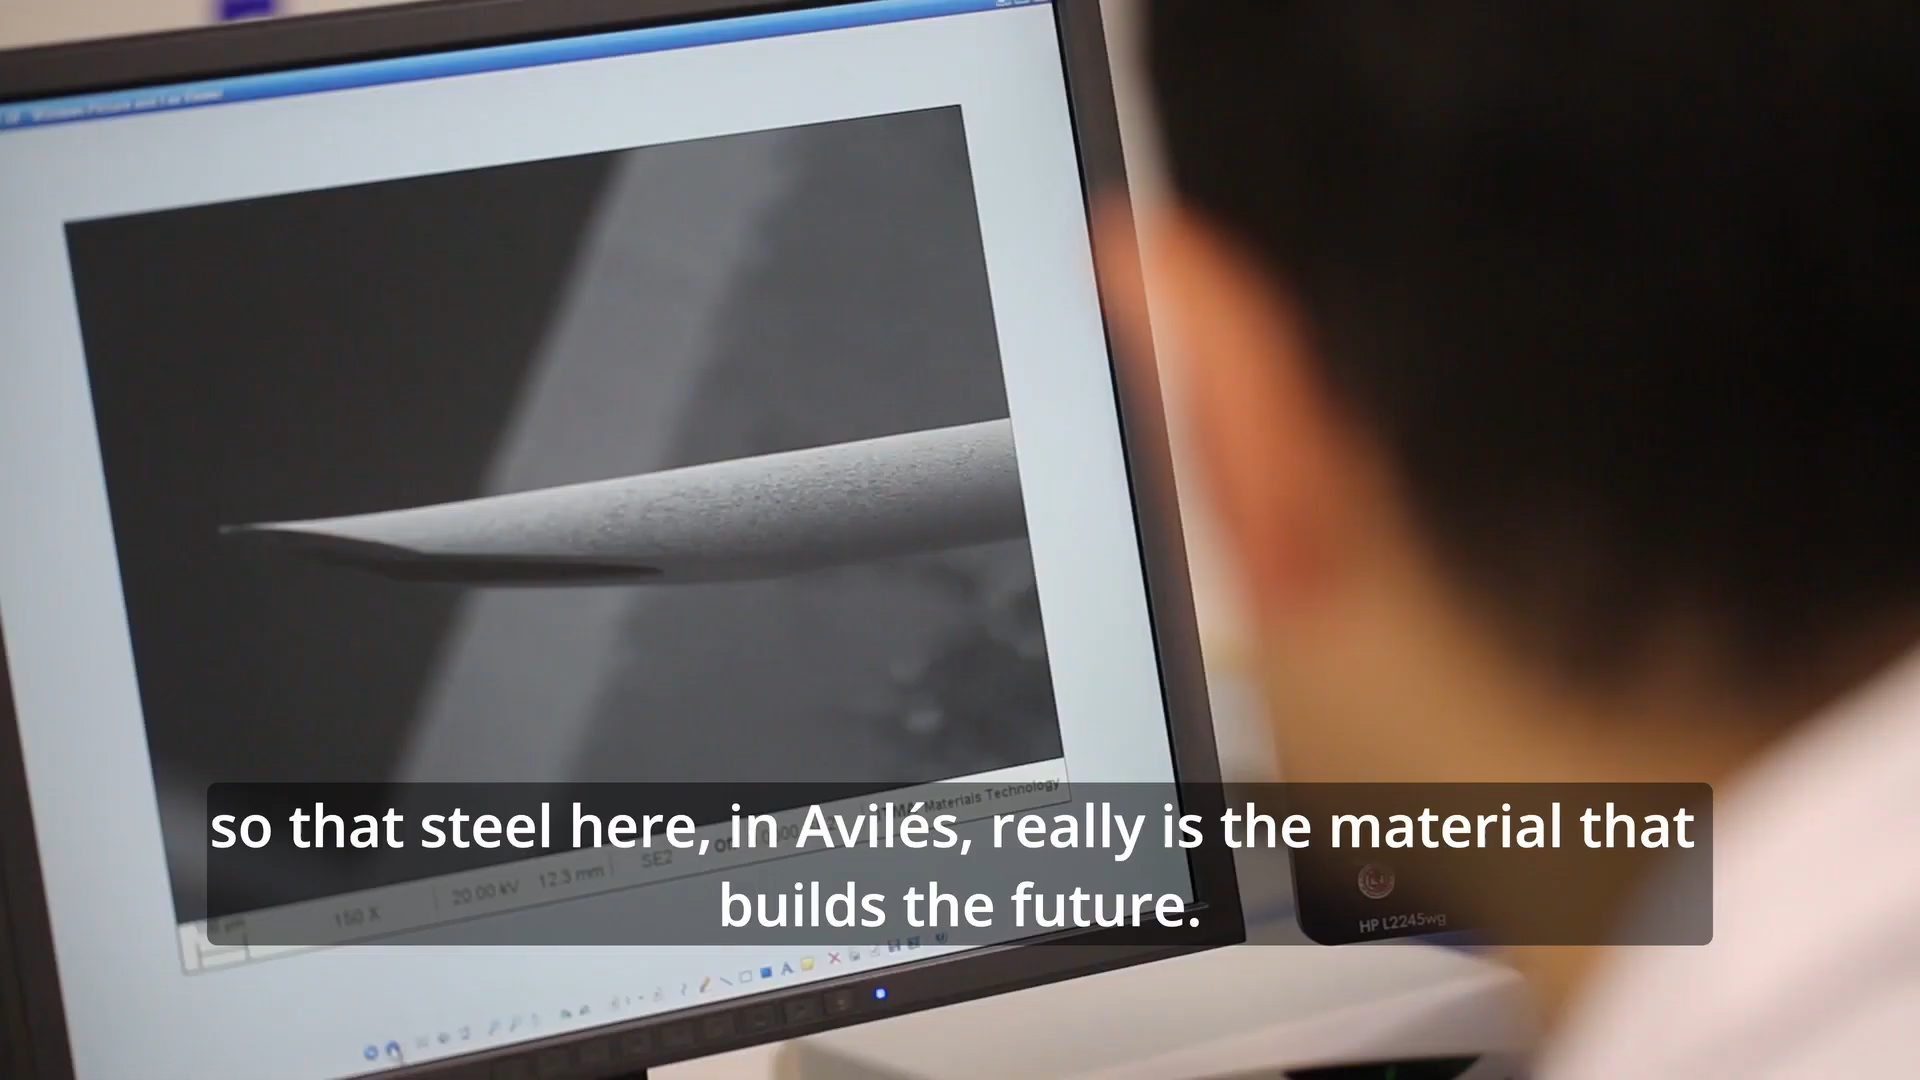 Materials Technology
so that steel here, in Avilés, really is the material that
builds the future.
150 X
20.00 kV
12.3 mm
SE2
HP L2245wg